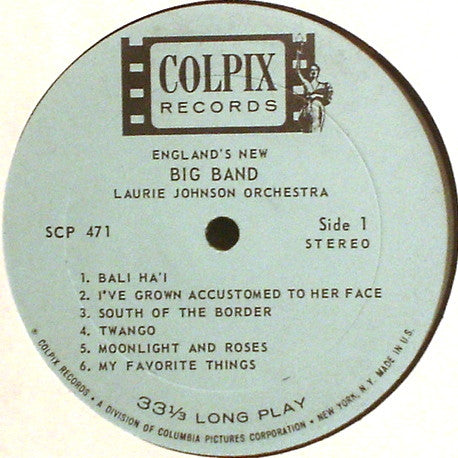 COLPIX
RECORDS
ENGLAND'S NEW
BIG BAND
LAURIE JOHNSON ORCHESTRA
SCP 471
Side 1
STEREO
1. BALI HA'I
2. I'VE GROWN ACCUSTOMED TO HER FACE
3. SOUTH OF THE BORDER
4. TWANGO
5. MOONLIGHT AND ROSES
6. MY FAVORITE THINGS
33⅓ LONG PLAY
COLPIX RECORDS • A DIVISION OF COLUMBIA PICTURES CORPORATION • NEW YORK, N.Y. MADE IN U.S.